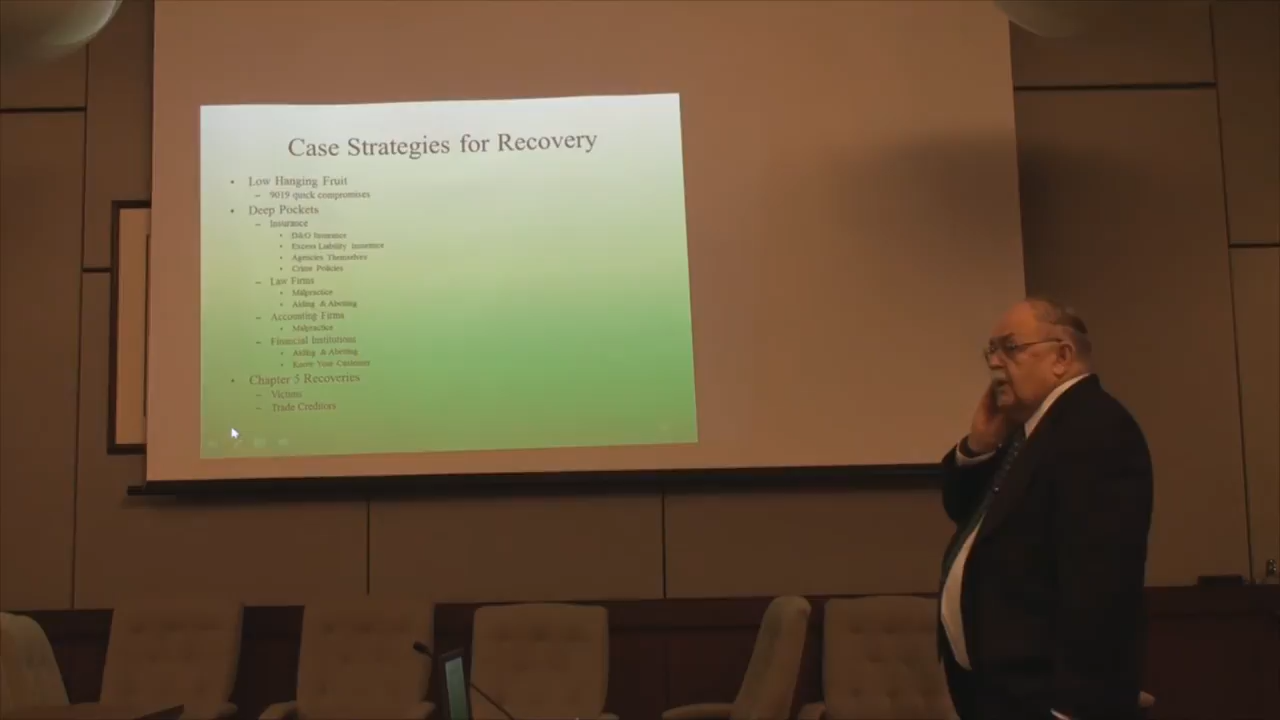 Case Strategies for Recovery
• Low Hanging Fruit
– 9019 quick compromises
• Deep Pockets
– Insurance
• D&O Insurance
• Excess Liability Insurance
• Agencies Themselves
• Crime Policies
– Law Firms
• Malpractice
• Aiding & Abetting
– Accounting Firms
• Malpractice
– Financial Institutions
• Aiding & Abetting
• Know Your Customer
• Chapter 5 Recoveries
– Victims
– Trade Creditors